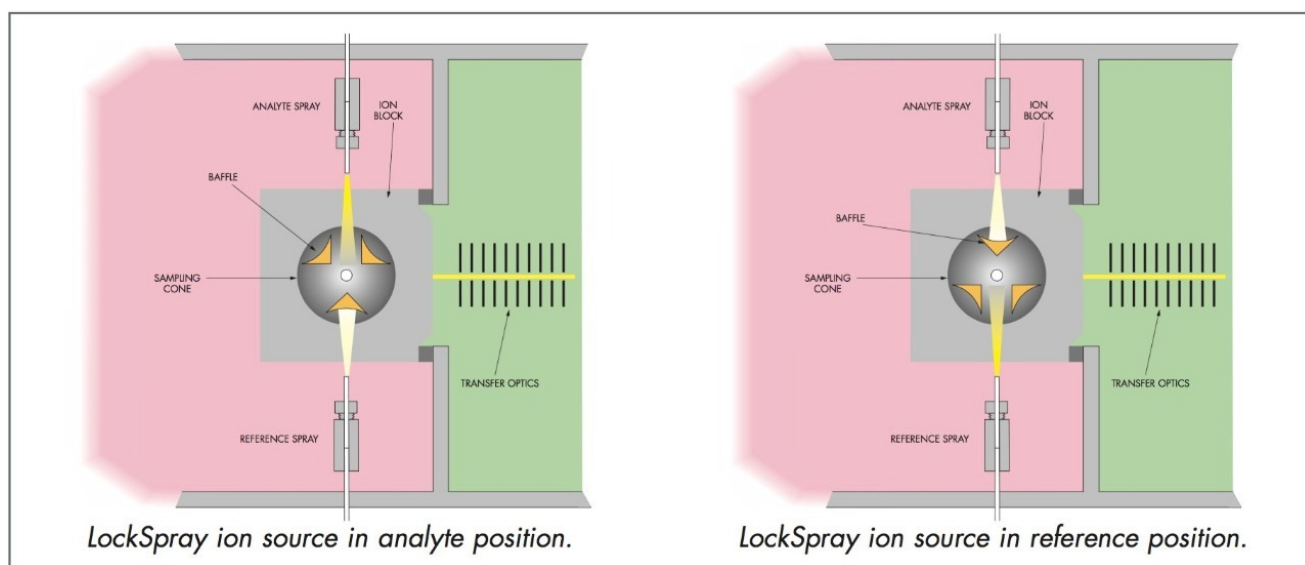 ANALYTE SPRAY
ION
BLOCK
BAFFLE
SAMPLING
CONE
TRANSFER OPTICS
REFERENCE SPRAY
LockSpray ion source in analyte position.
ANALYTE SPRAY
ION
BLOCK
BAFFLE
SAMPLING
CONE
TRANSFER OPTICS
REFERENCE SPRAY
LockSpray ion source in reference position.